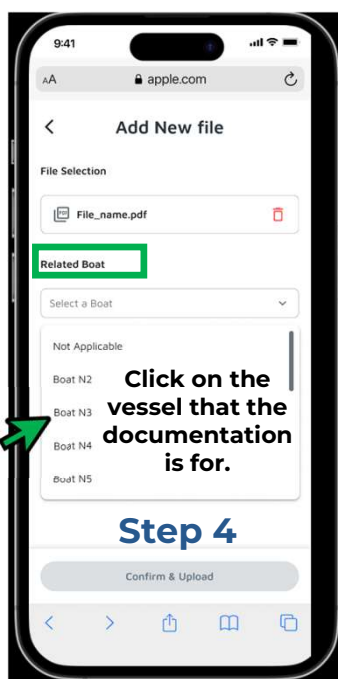 9:41
AA apple.com
Add New file
File Selection
PDF File_name.pdf
Related Boat
Select a Boat
Not Applicable
Boat N2
Boat N3
Boat N4
Boat N5
Click on the
vessel that the
documentation
is for.
Step 4
Confirm & Upload